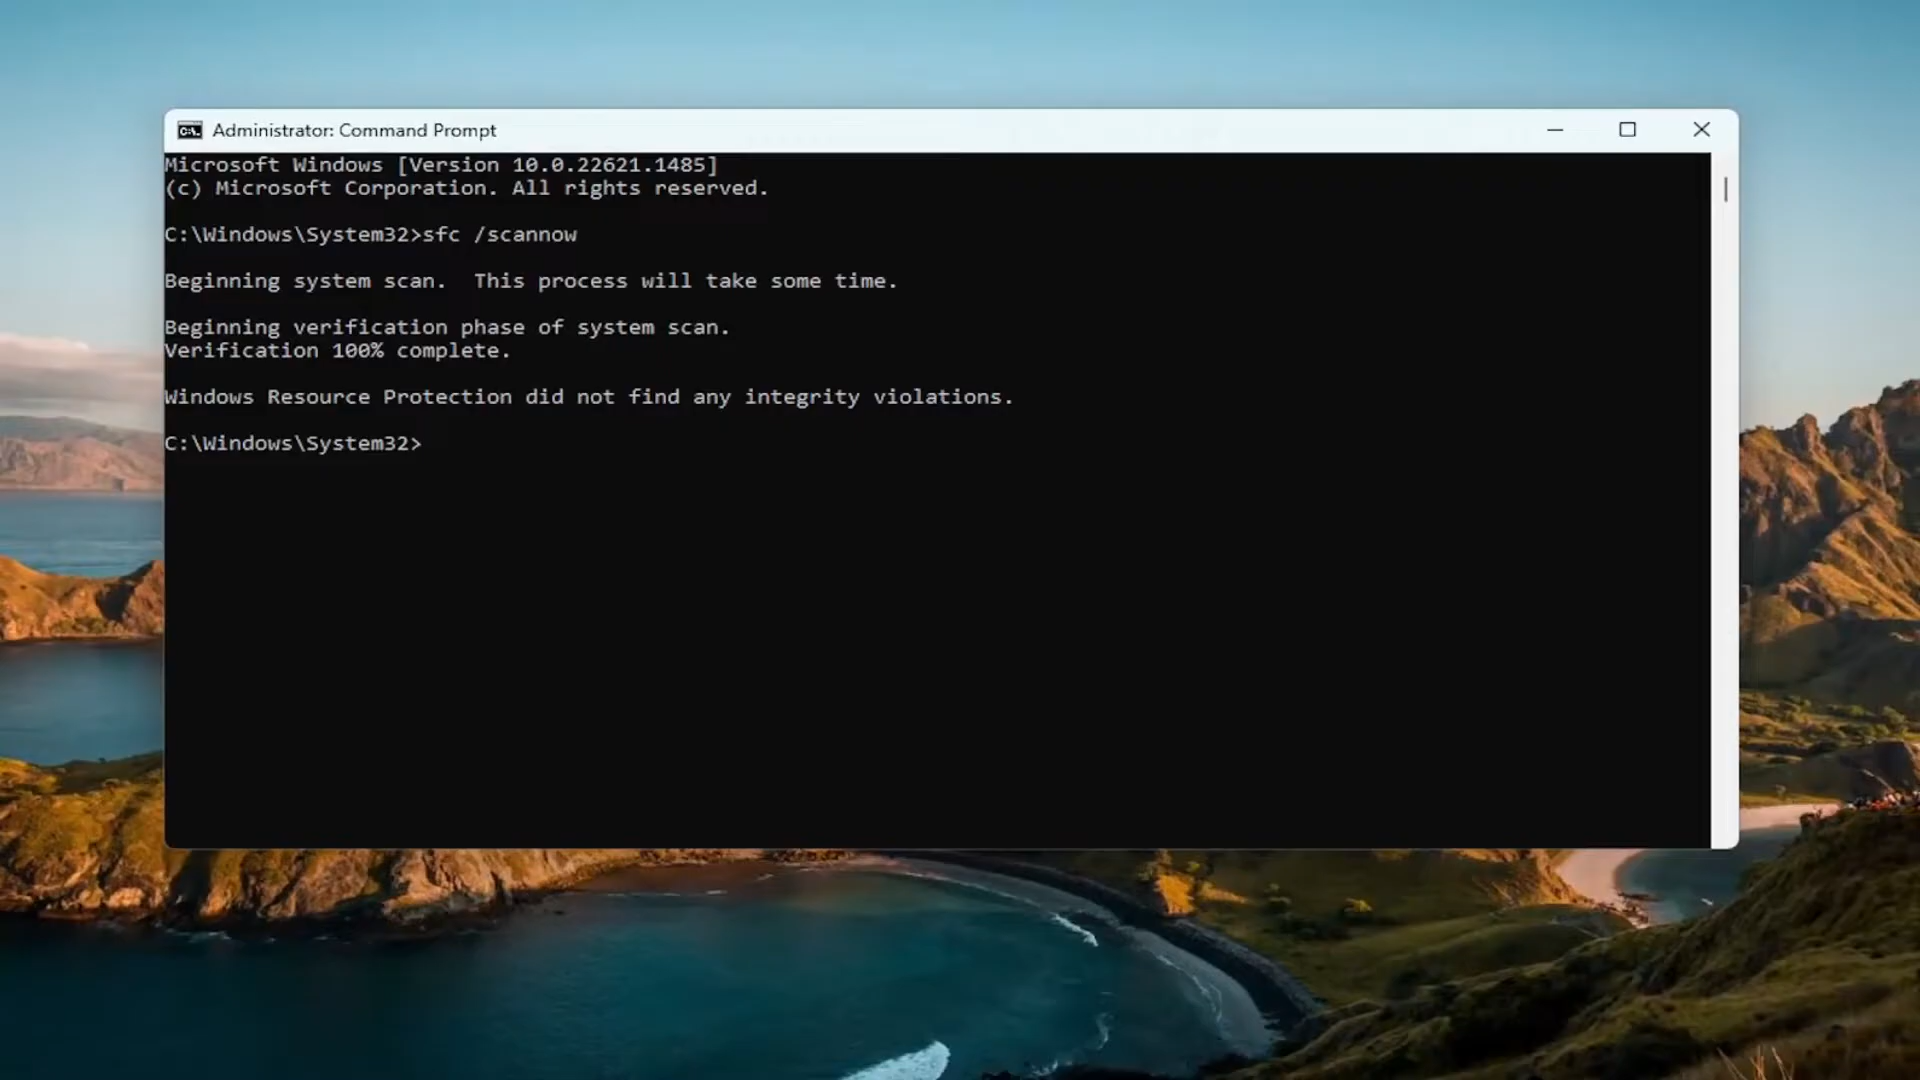 Administrator: Command Prompt
Microsoft Windows [Version 10.0.22621.1485]
(c) Microsoft Corporation. All rights reserved.
C:\Windows\System32>sfc /scannow
Beginning system scan.  This process will take some time.
Beginning verification phase of system scan.
Verification 100% complete.
Windows Resource Protection did not find any integrity violations.
C:\Windows\System32>